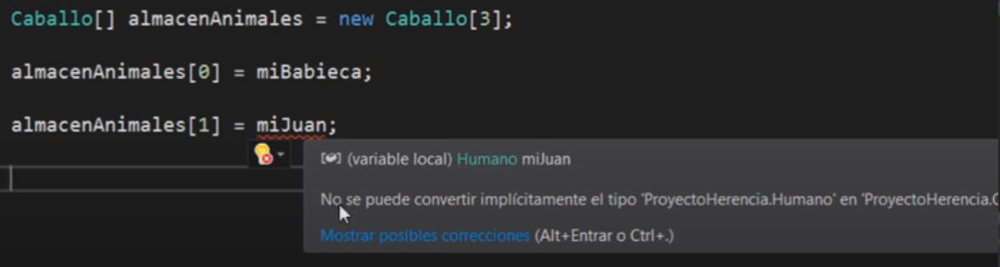 Caballo[] almacenAnimales = new Caballo[3];
almacenAnimales[0] = miBabieca;
almacenAnimales[1] = miJuan;
(variable local) Humano miJuan
No se puede convertir implícitamente el tipo 'ProyectoHerencia.Humano' en 'ProyectoHerencia.C
Mostrar posibles correcciones (Alt+Entrar o Ctrl+.)